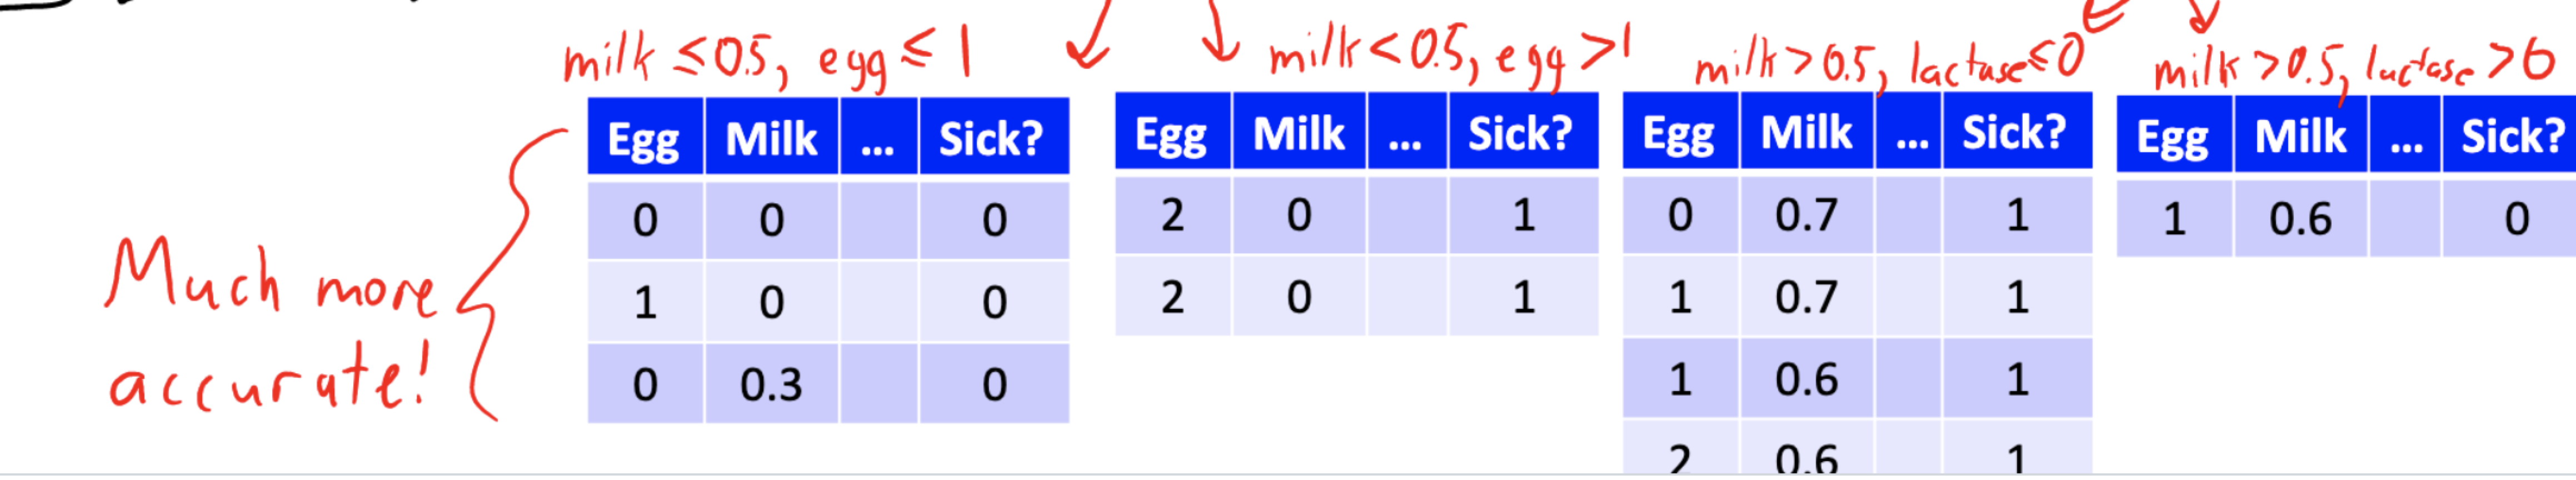 milk ≤ 0.5, egg ≤ 1
milk < 0.5, egg > 1
milk > 0.5, lactase ≤ 0
milk > 0.5, lactase > 0
Egg Milk ... Sick?
0 0 0
1 0 0
0 0.3 0
Egg Milk ... Sick?
2 0 1
2 0 1
Egg Milk ... Sick?
0 0.7 1
1 0.7 1
1 0.6 1
2 0.6 1
Egg Milk ... Sick?
1 0.6 0
Much more
accurate!